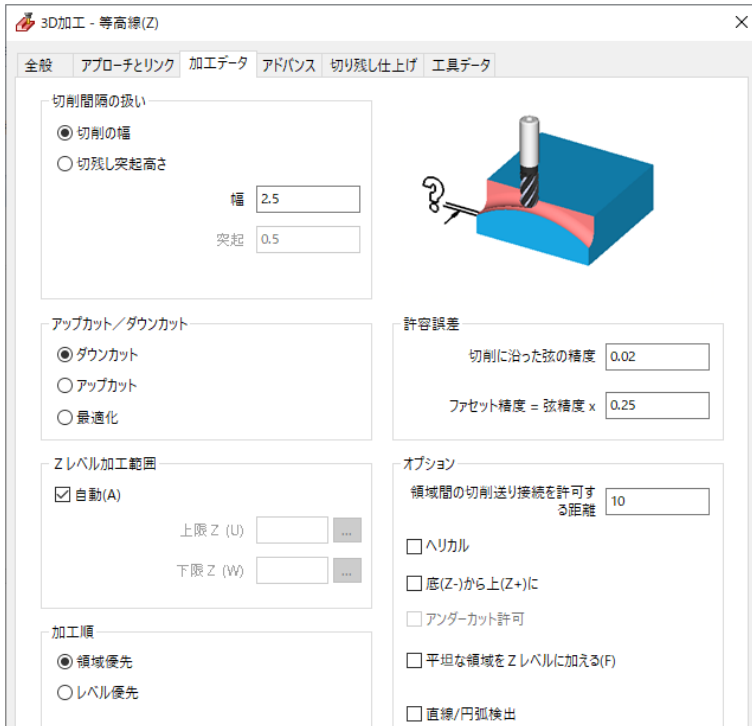 3D加工 - 等高線(Z)
全般
アプローチとリンク
加工データ
アドバンス
切り残し仕上げ
工具データ
切削間隔の扱い
切削の幅
切残し突起高さ
幅 2.5
突起 0.5
アップカット／ダウンカット
ダウンカット
アップカット
最適化
許容誤差
切削に沿った弦の精度 0.02
ファセット精度 = 弦精度 x 0.25
Z レベル加工範囲
自動(A)
上限 Z (U) ...
下限 Z (W) ...
加工順
領域優先
レベル優先
オプション
領域間の切削送り接続を許可す
る距離 10
ヘリカル
底(Z-)から上(Z+)に
アンダーカット許可
平坦な領域を Z レベルに加える(F)
直線/円弧検出